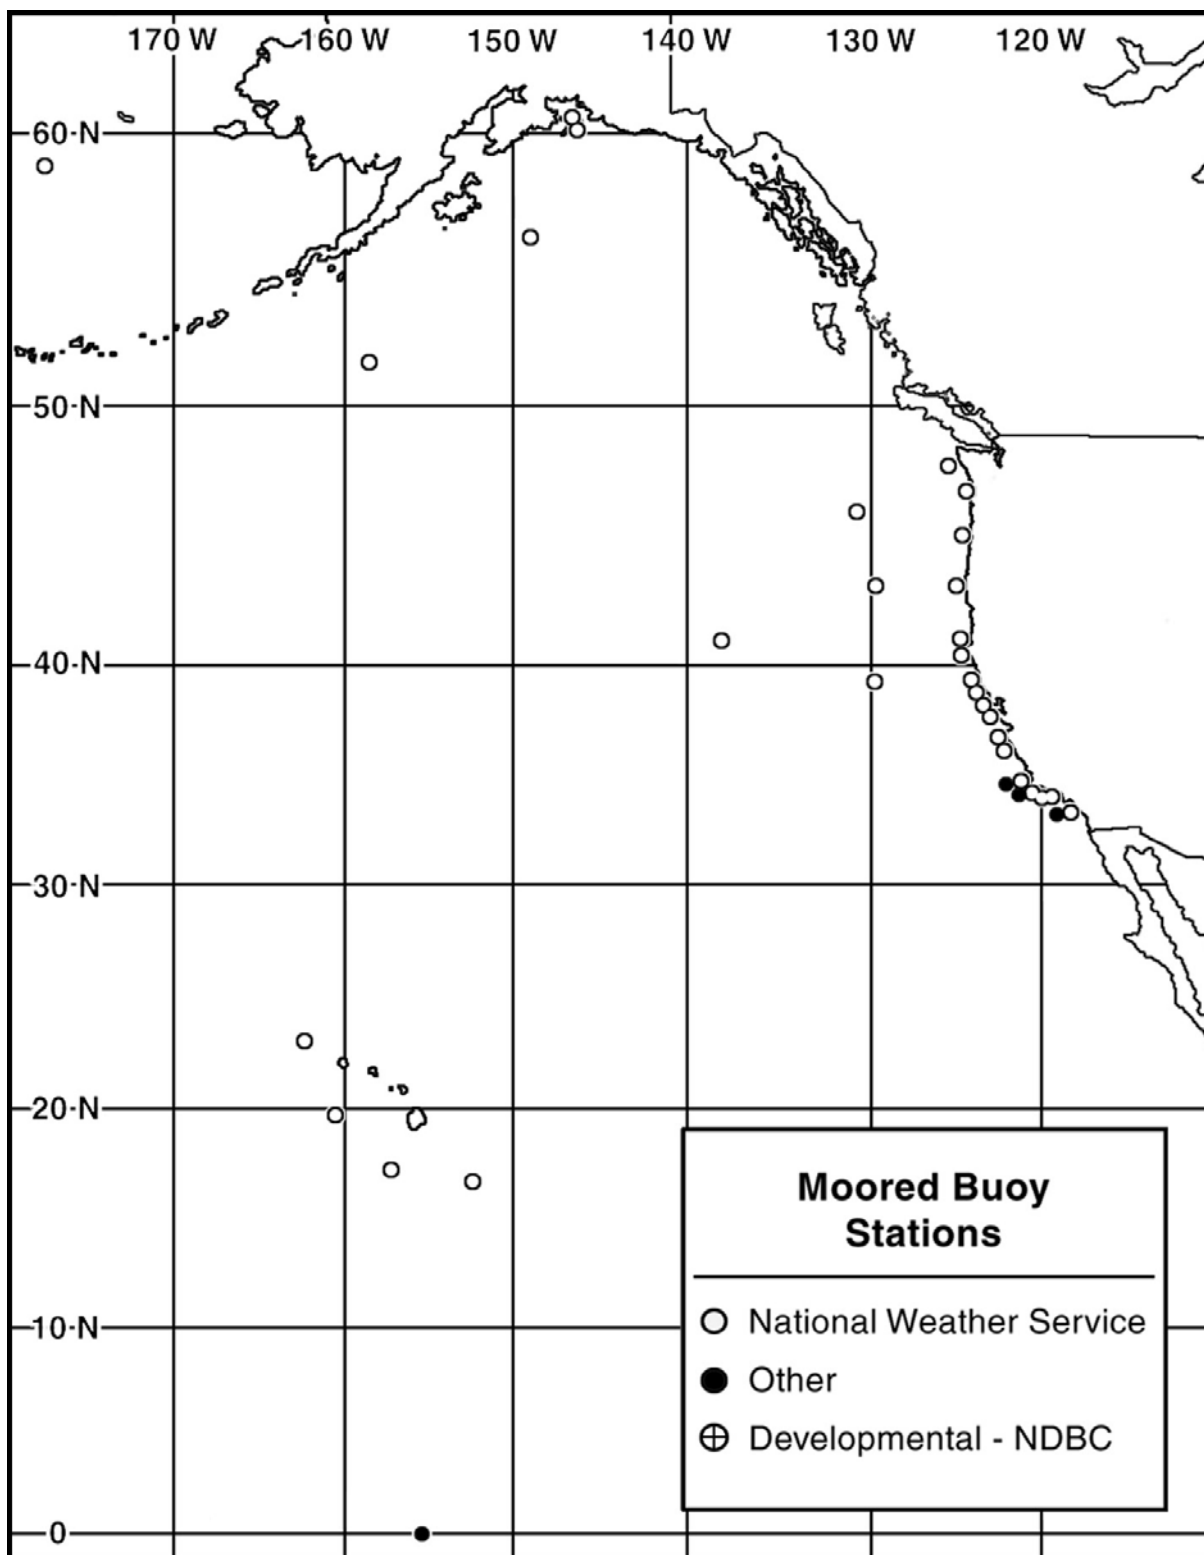 170 W 160 W 150 W 140 W 130 W 120 W
60·N
50·N
40·N
30·N
20·N
10·N
0
Moored Buoy
Stations
National Weather Service
Other
Developmental - NDBC